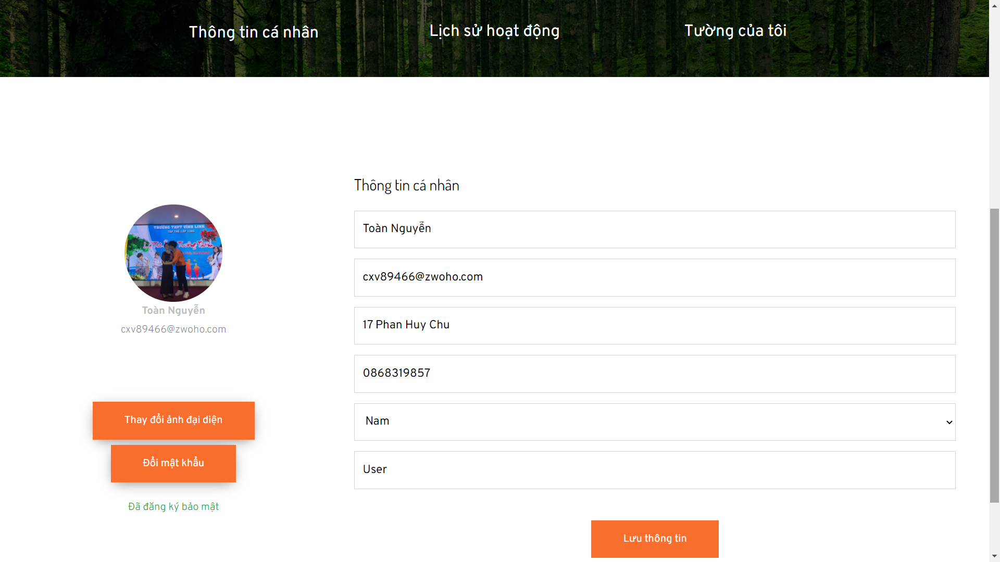 Thông tin cá nhân
Lịch sử hoạt động
Tường của tôi
TRƯỜNG THPT VĨNH LINH
Toàn Nguyễn
cxv89466@zwoho.com
Thay đổi ảnh đại diện
Đổi mật khẩu
Đã đăng ký bảo mật
Thông tin cá nhân
Toàn Nguyễn
cxv89466@zwoho.com
17 Phan Huy Chu
0868319857
Nam
User
Lưu thông tin